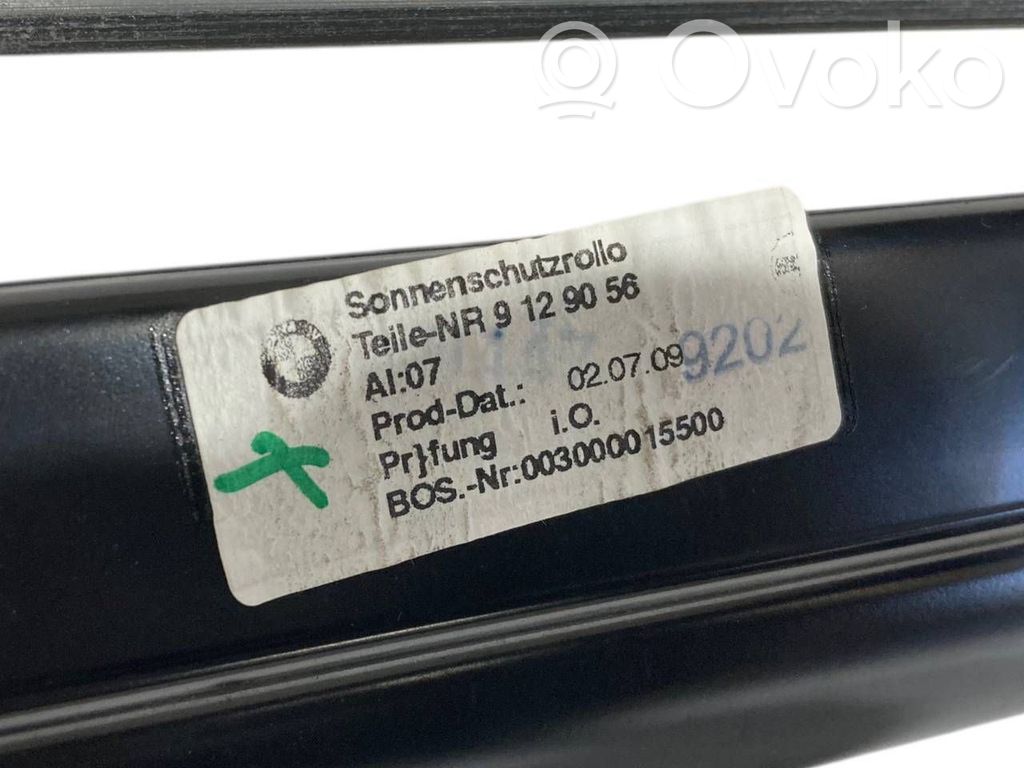 Ovoko
Sonnenschutzrollo
Teile-NR 9 12 90 56
AI:07
Prod-Dat.: 02.07.09
9202
Pr}fung i.O.
BOS.-Nr:003000015500